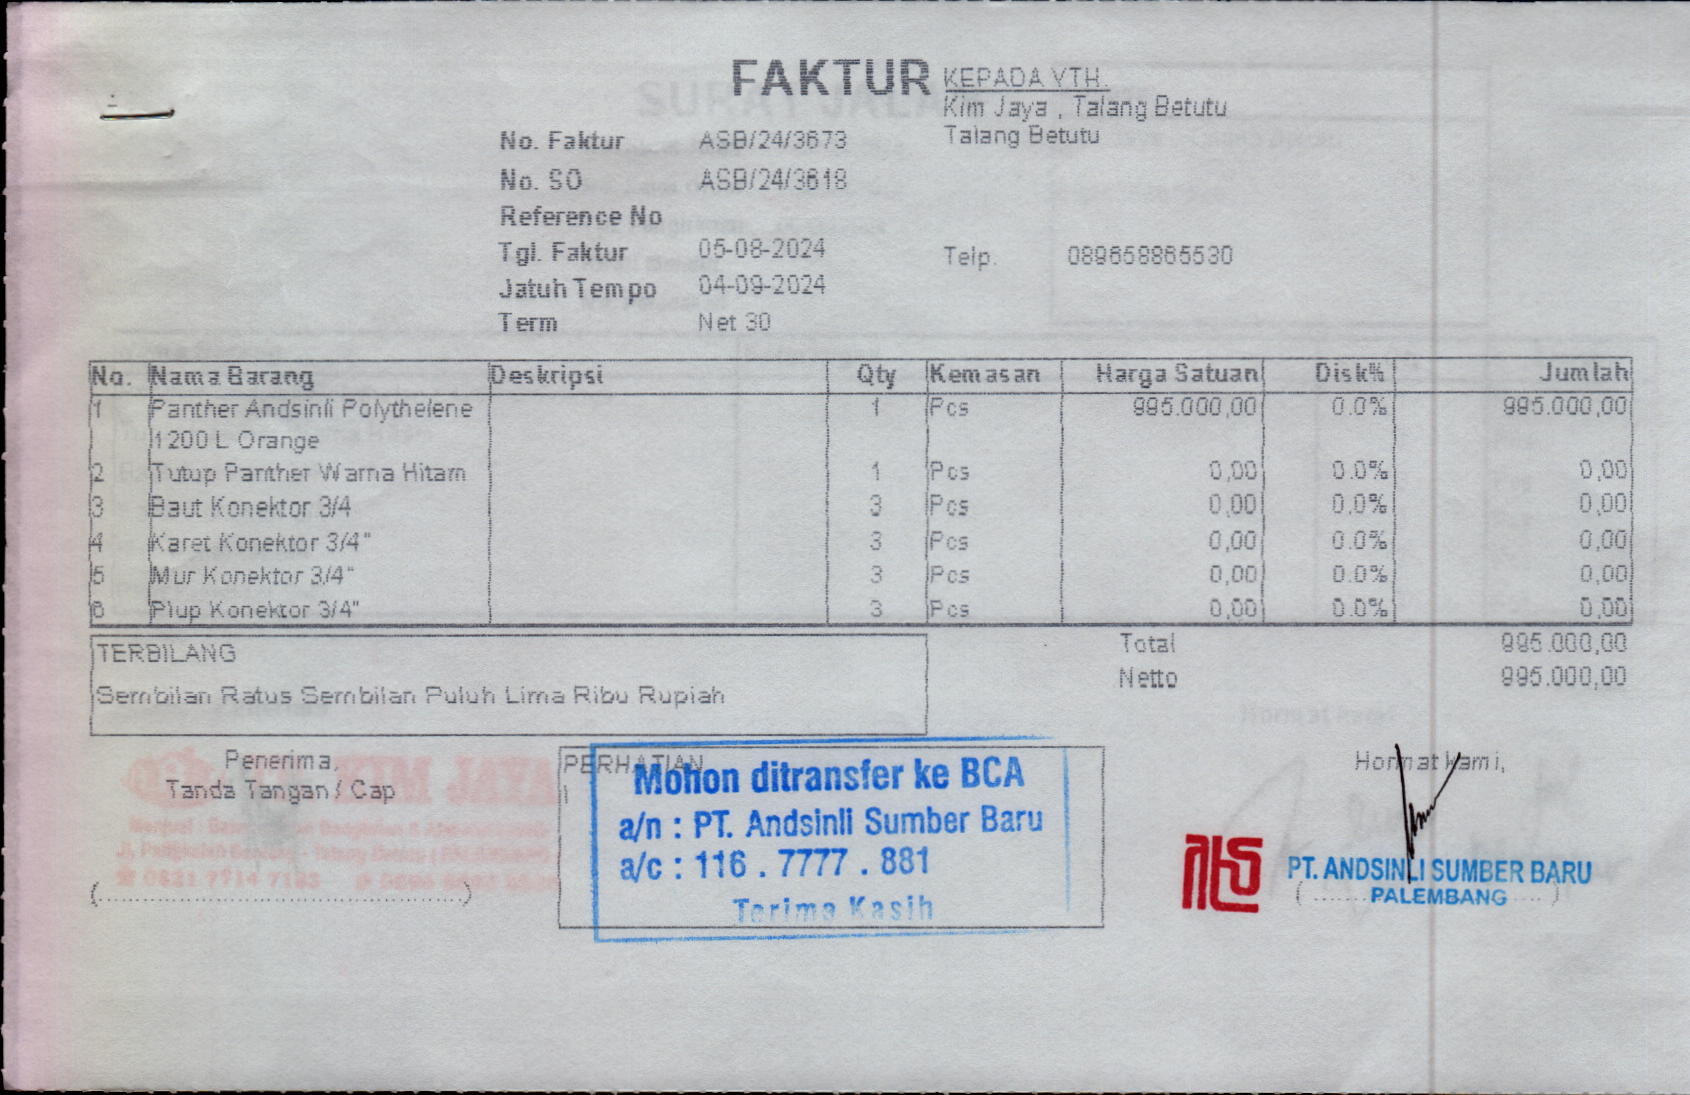 FAKTUR
KEPADA YTH.
Kim Jaya , Talang Betutu
Talang Betutu
No. Faktur ASB/24/3673
No. SO ASB/24/3618
Reference No
Tgl. Faktur 05-08-2024
Telp. 089658865530
Jatuh Tempo 04-09-2024
Term Net 30
No. Nama Barang Deskripsi Qty Kemasan Harga Satuan Disk% Jumlah
1 Panther Andsinli Polythelene 1 Pcs 995.000,00 0.0% 995.000,00
1200 L Orange
2 Tutup Panther Warna Hitam 1 Pcs 0,00 0.0% 0,00
3 Baut Konektor 3/4 3 Pcs 0,00 0.0% 0,00
4 Karet Konektor 3/4" 3 Pcs 0,00 0.0% 0,00
5 Mur Konektor 3/4" 3 Pcs 0,00 0.0% 0,00
6 Plup Konektor 3/4" 3 Pcs 0,00 0.0% 0,00
TERBILANG
Sembilan Ratus Sembilan Puluh Lima Ribu Rupiah
Total 995.000,00
Netto 995.000,00
Penerima,
Tanda Tangan / Cap
(..........................................)
PERHATIAN
Mohon ditransfer ke BCA
a/n : PT. Andsinli Sumber Baru
a/c : 116 . 7777 . 881
Terima Kasih
Hormat kami,
PT. ANDSINLI SUMBER BARU
PALEMBANG